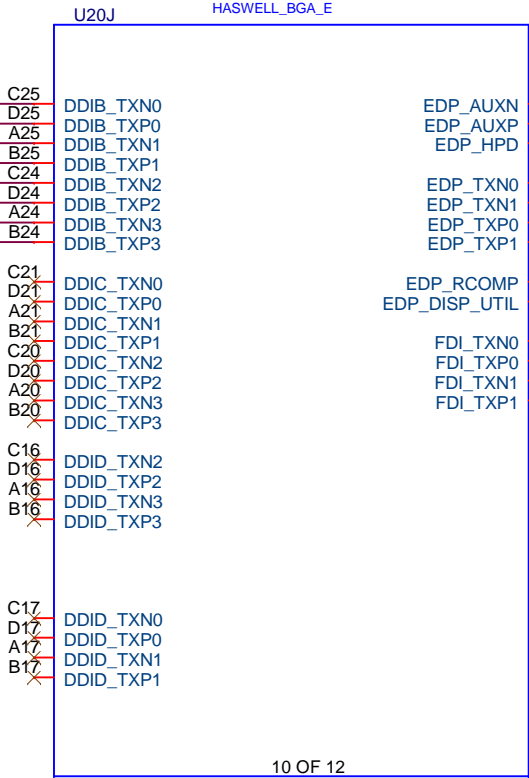 U20J
HASWELL_BGA_E
C25 DDIB_TXN0 EDP_AUXN
D25 DDIB_TXP0 EDP_AUXP
A25 DDIB_TXN1 EDP_HPD
B25 DDIB_TXP1
C24 DDIB_TXN2 EDP_TXN0
D24 DDIB_TXP2 EDP_TXN1
A24 DDIB_TXN3 EDP_TXP0
B24 DDIB_TXP3 EDP_TXP1
C21 DDIC_TXN0 EDP_RCOMP
D21 DDIC_TXP0 EDP_DISP_UTIL
A21 DDIC_TXN1
B21 DDIC_TXP1 FDI_TXN0
C20 DDIC_TXN2 FDI_TXP0
D20 DDIC_TXP2 FDI_TXN1
A20 DDIC_TXN3 FDI_TXP1
B20 DDIC_TXP3
C16 DDID_TXN2
D16 DDID_TXP2
A16 DDID_TXN3
B16 DDID_TXP3
C17 DDID_TXN0
D17 DDID_TXP0
A17 DDID_TXN1
B17 DDID_TXP1
10 OF 12